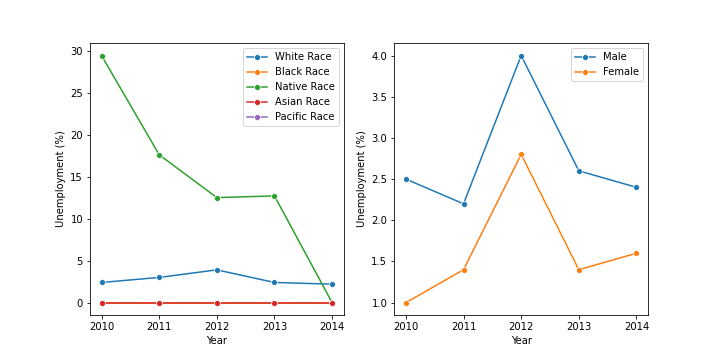 30
25
20
15
10
5
0
Unemployment (%)
2010 2011 2012 2013 2014
Year
White Race
Black Race
Native Race
Asian Race
Pacific Race
4.0
3.5
3.0
2.5
2.0
1.5
1.0
Unemployment (%)
2010 2011 2012 2013 2014
Year
Male
Female